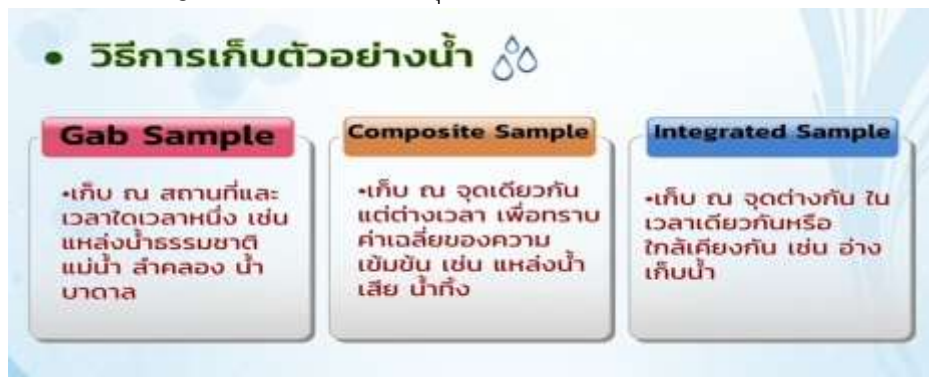 • วิธีการเก็บตัวอย่างน้ำ
Gab Sample
•เก็บ ณ สถานที่และ
เวลาใดเวลาหนึ่ง เช่น
แหล่งน้ำธรรมชาติ
แม่น้ำ ลำคลอง น้ำ
บาดาล
Composite Sample
•เก็บ ณ จุดเดียวกัน
แต่ต่างเวลา เพื่อทราบ
ค่าเฉลี่ยของความ
เข้มข้น เช่น แหล่งน้ำ
เสีย น้ำทิ้ง
Integrated Sample
•เก็บ ณ จุดต่างกัน ใน
เวลาเดียวกันหรือ
ใกล้เคียงกัน เช่น อ่าง
เก็บน้ำ